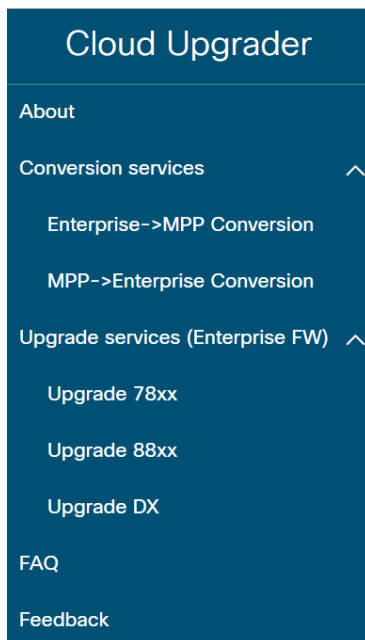 Cloud Upgrader
About
Conversion services
Enterprise->MPP Conversion
MPP->Enterprise Conversion
Upgrade services (Enterprise FW)
Upgrade 78xx
Upgrade 88xx
Upgrade DX
FAQ
Feedback